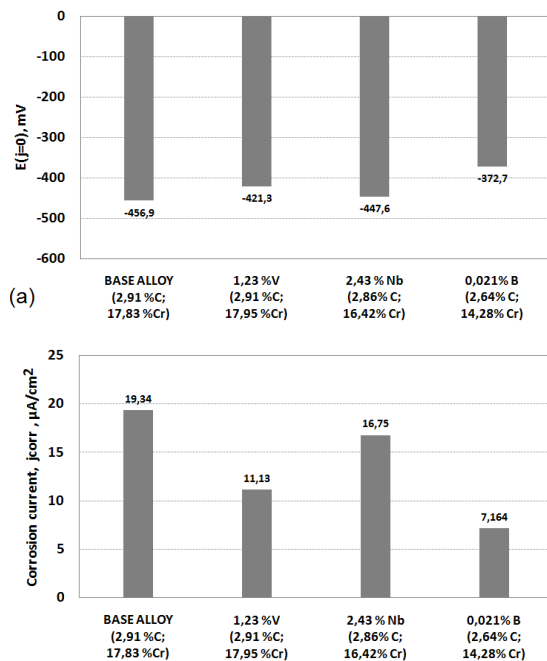 0
-100
-200
-300
-400
-500
-600
E(j=0), mV
-456,9
-421,3
-447,6
-372,7
BASE ALLOY
(2,91 %C;
17,83 %Cr)
1,23 %V
(2,91 %C;
17,95 %Cr)
2,43 % Nb
(2,86% C;
16,42% Cr)
0,021% B
(2,64% C;
14,28% Cr)
(a)
25
20
15
10
5
0
Corrosion current, jcorr , µA/cm²
19,34
11,13
16,75
7,164
BASE ALLOY
(2,91 %C;
17,83 %Cr)
1,23 %V
(2,91 %C;
17,95 %Cr)
2,43 % Nb
(2,86% C;
16,42% Cr)
0,021% B
(2,64% C;
14,28% Cr)